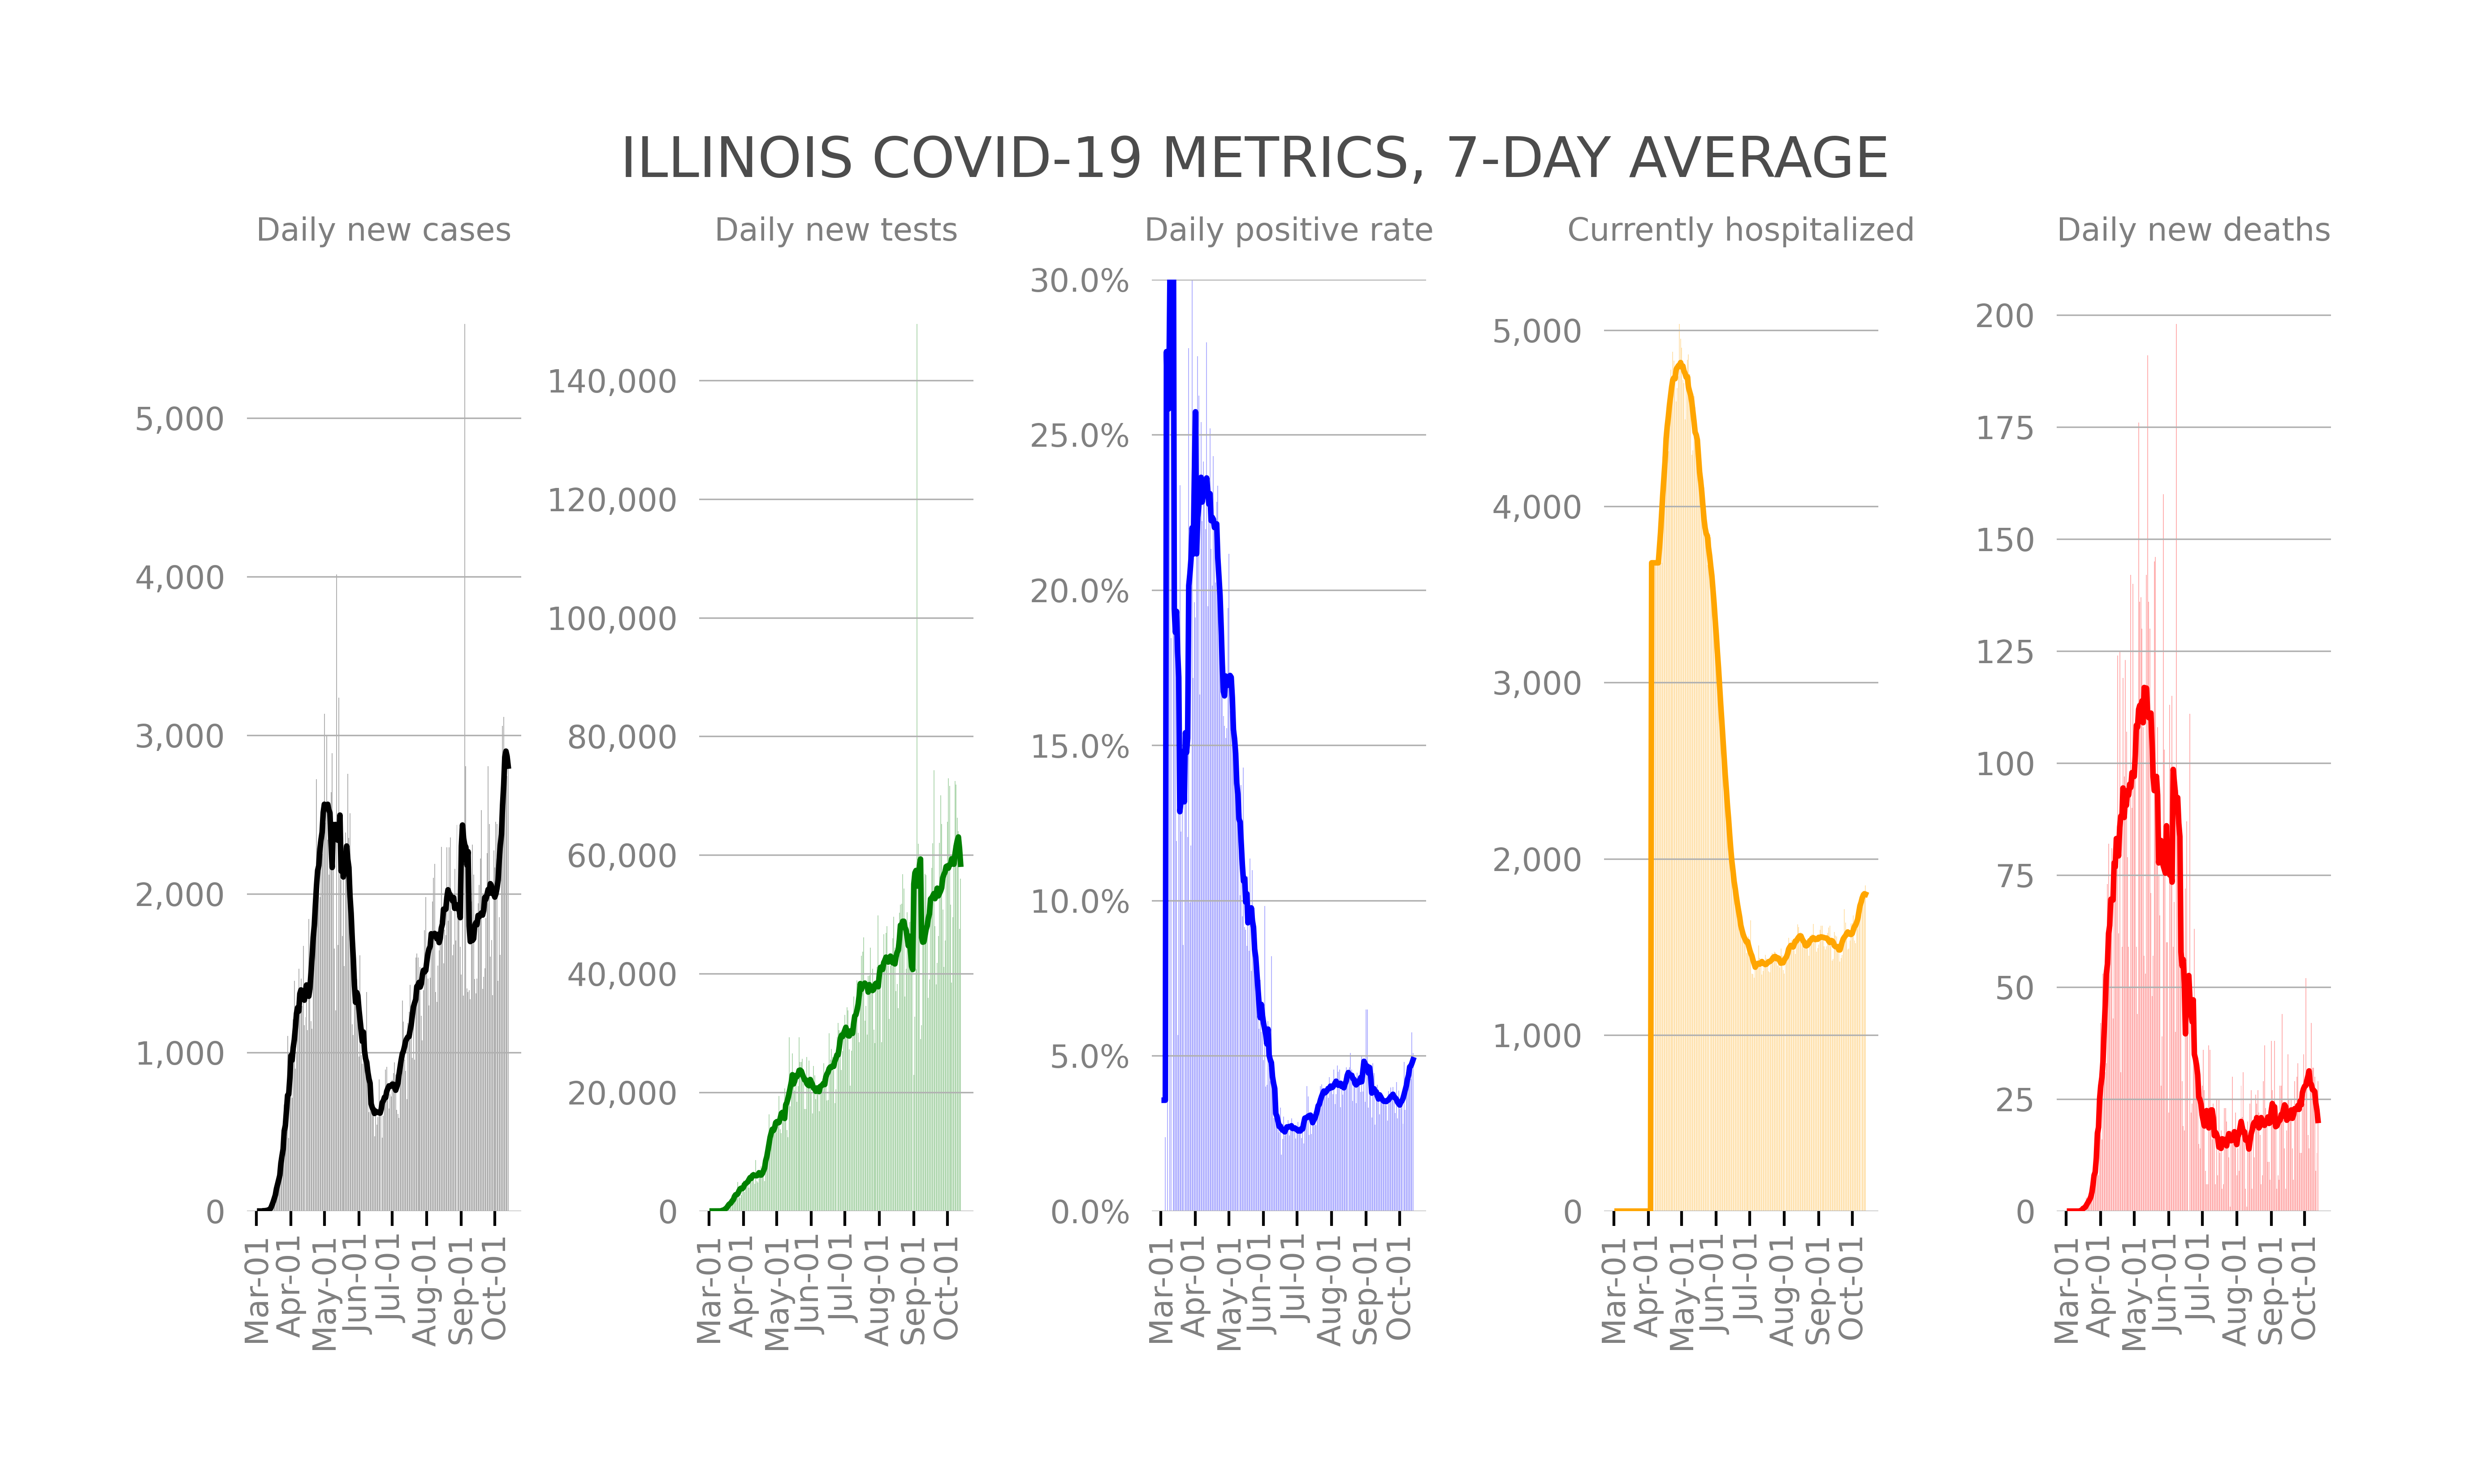 ILLINOIS COVID-19 METRICS, 7-DAY AVERAGE
Daily new cases
5,000
4,000
3,000
2,000
1,000
0
Mar-01
Apr-01
May-01
Jun-01
Jul-01
Aug-01
Sep-01
Oct-01
Daily new tests
140,000
120,000
100,000
80,000
60,000
40,000
20,000
0
Mar-01
Apr-01
May-01
Jun-01
Jul-01
Aug-01
Sep-01
Oct-01
Daily positive rate
30.0%
25.0%
20.0%
15.0%
10.0%
5.0%
0.0%
Mar-01
Apr-01
May-01
Jun-01
Jul-01
Aug-01
Sep-01
Oct-01
Currently hospitalized
5,000
4,000
3,000
2,000
1,000
0
Mar-01
Apr-01
May-01
Jun-01
Jul-01
Aug-01
Sep-01
Oct-01
Daily new deaths
200
175
150
125
100
75
50
25
0
Mar-01
Apr-01
May-01
Jun-01
Jul-01
Aug-01
Sep-01
Oct-01